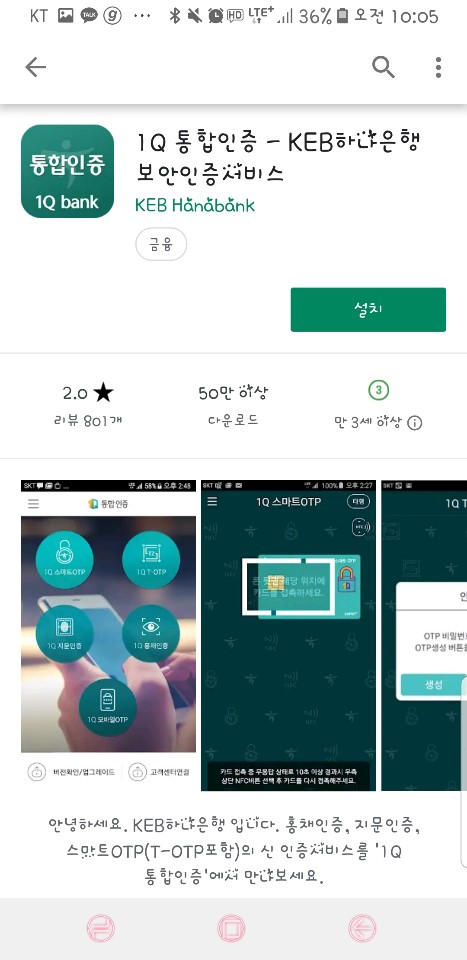 KT TALK g ... HD LTE+ 36% 오전 10:05
통합인증
1Q bank
1Q 통합인증 - KEB하나은행
보안인증서비스
KEB Hanabank
금융
설치
2.0 ★
리뷰 801개
50만 이상
다운로드
3
만 3세 이상
SKT 58% 오후 2:48
통합인증
1Q 스마트OTP
1Q T-OTP
1Q 지문인증
1Q 홍채인증
1Q 모바일OTP
버전확인/업그레이드
고객센터연결
SKT 100% 오후 2:27
1Q 스마트OTP
NFC
폰 뒷면 해당 위치에
카드를 접촉하세요.
카드 접촉 중 무응답 상태로 10초 이상 경과시 우측
상단 NFC버튼 선택 후 카드를 다시 접촉해주세요.
SKT
1Q T
인
OTP 비밀번호
OTP생성 버튼을
생성
안녕하세요. KEB하나은행 입니다. 홍채인증, 지문인증,
스마트OTP(T-OTP포함)의 신 인증서비스를 '1Q
통합인증'에서 만나보세요.